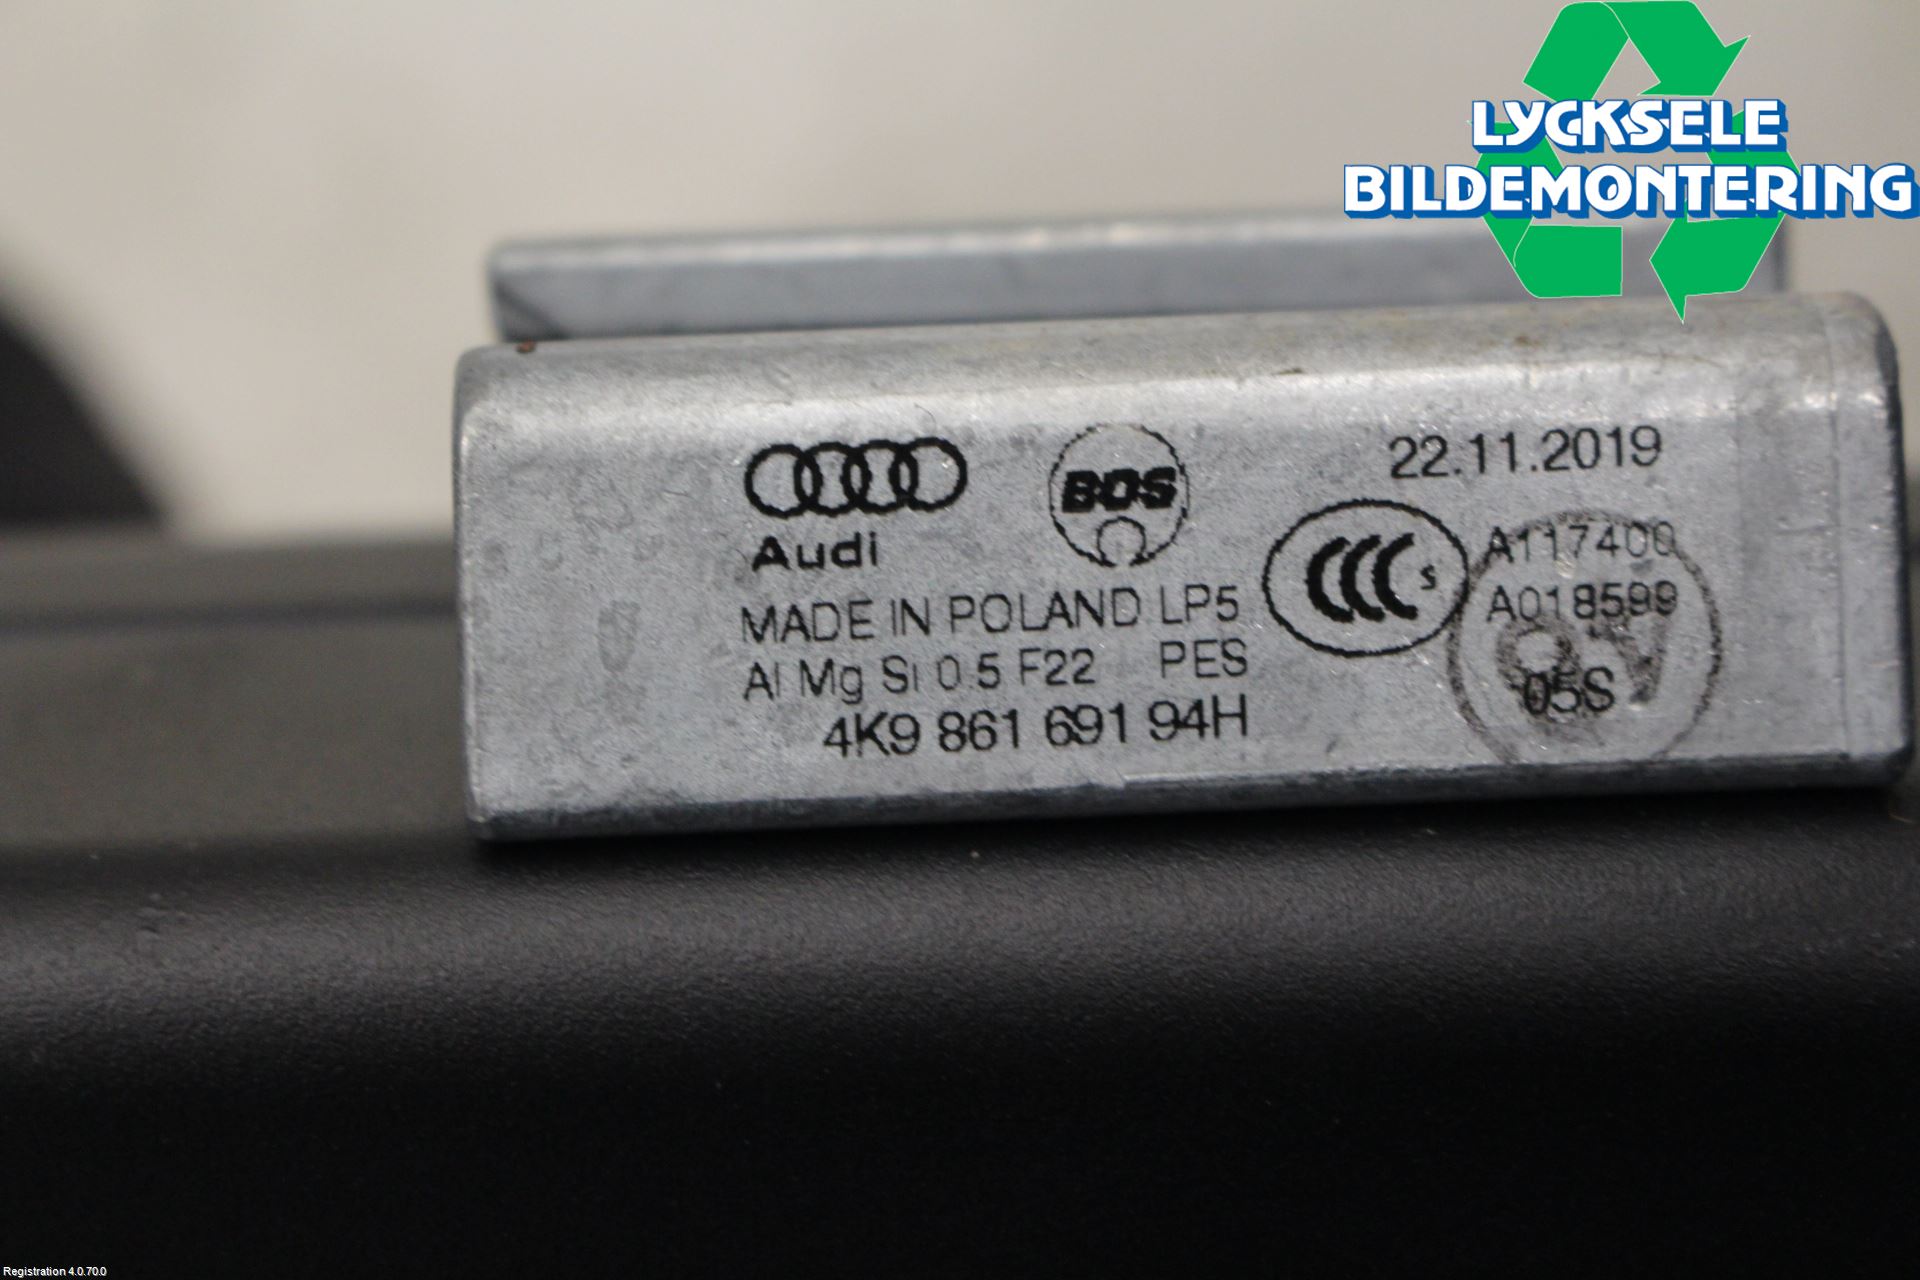 LYCKSELE
BILDEMONTERING
BOS
22.11.2019
Audi
A117400
MADE IN POLAND LP5
CCC S
A018599
Al Mg Si 0.5 F22 PES
05S
4K9 861 691 94H
Registration 4.0.70.0